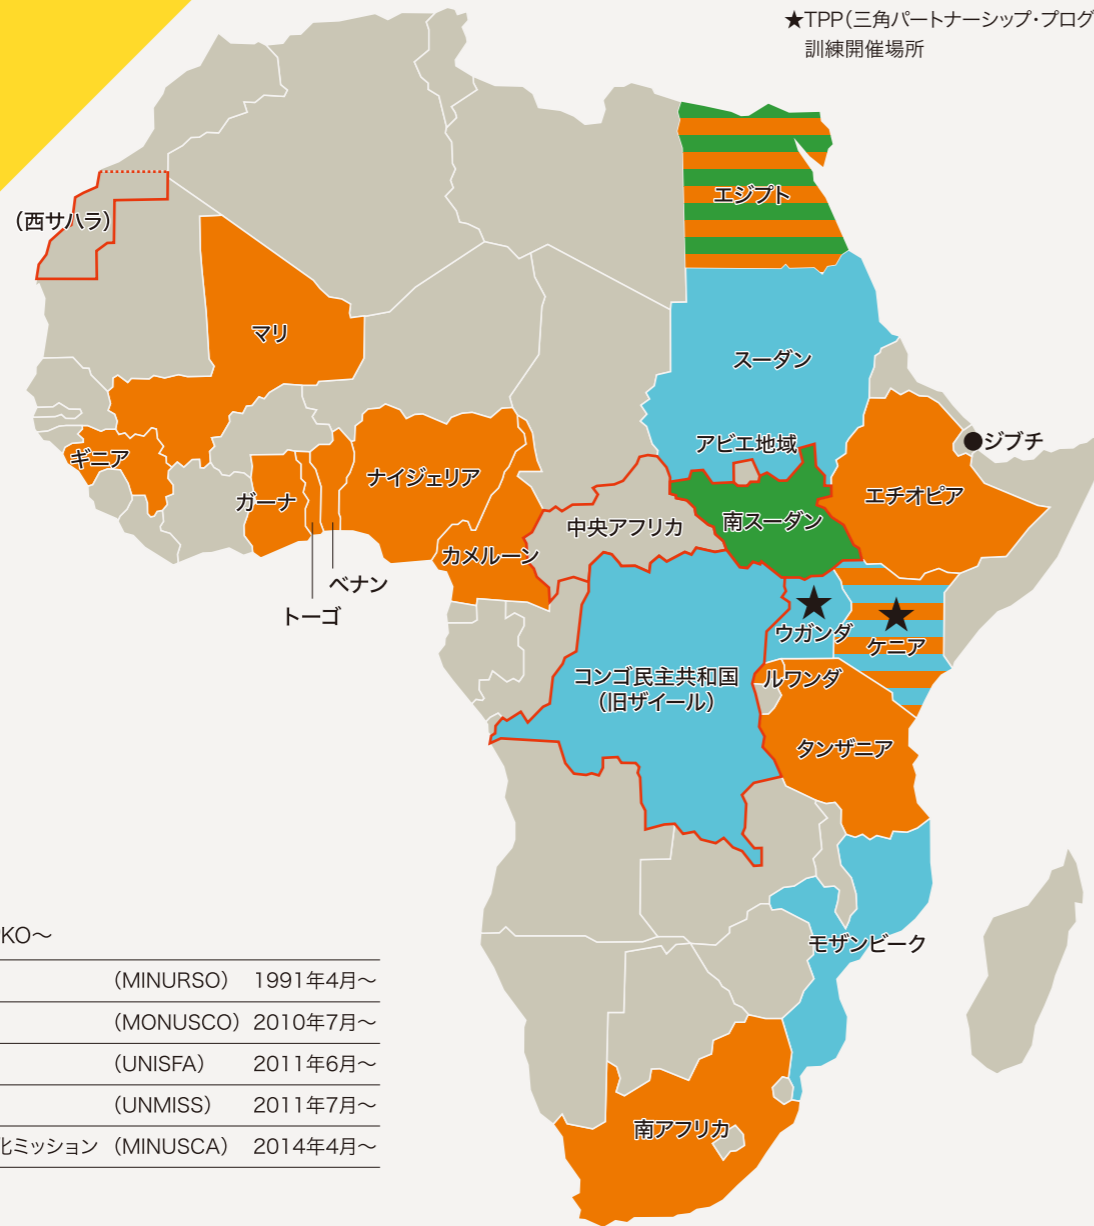 ★TPP(三角パートナーシップ・プログ
訓練開催場所
エジプト
(西サハラ)
マリ
スーダン
アビエ地域
●ジブチ
ギニア
ナイジェリア
エチオピア
ガーナ
南スーダン
中央アフリカ
カメルーン
ベナン
トーゴ
★
★
ウガンダ
ケニア
コンゴ民主共和国
(旧ザイール)
ルワンダ
タンザニア
モザンビーク
南アフリカ
KO～
(MINURSO) 1991年4月～
(MONUSCO) 2010年7月～
(UNISFA) 2011年6月～
(UNMISS) 2011年7月～
化ミッション (MINUSCA) 2014年4月～